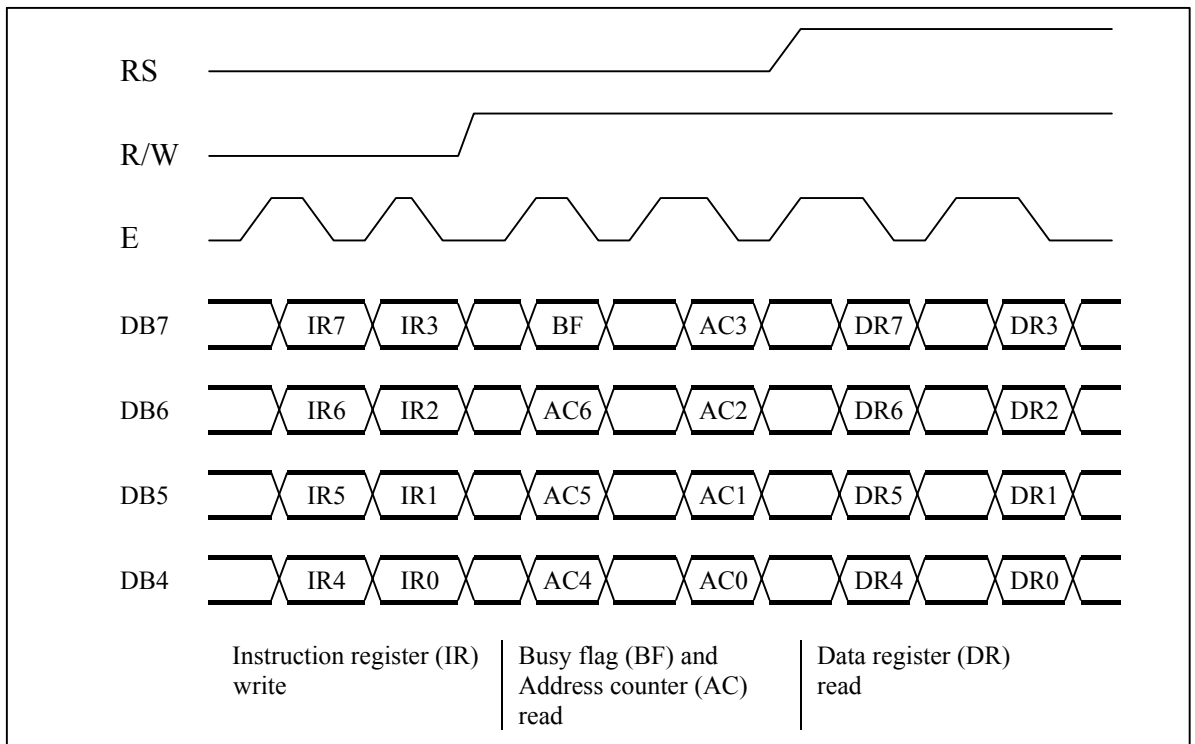 RS
R/W
E
DB7 IR7 IR3 BF AC3 DR7 DR3
DB6 IR6 IR2 AC6 AC2 DR6 DR2
DB5 IR5 IR1 AC5 AC1 DR5 DR1
DB4 IR4 IR0 AC4 AC0 DR4 DR0
Instruction register (IR)
write
Busy flag (BF) and
Address counter (AC)
read
Data register (DR)
read